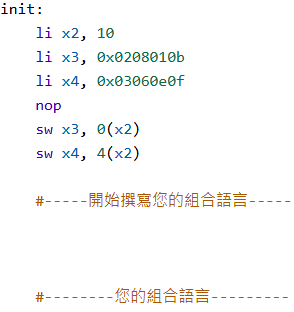 init:
li x2, 10
li x3, 0x0208010b
li x4, 0x03060e0f
nop
sw x3, 0(x2)
sw x4, 4(x2)
#-----開始撰寫您的組合語言-----
#--------您的組合語言---------